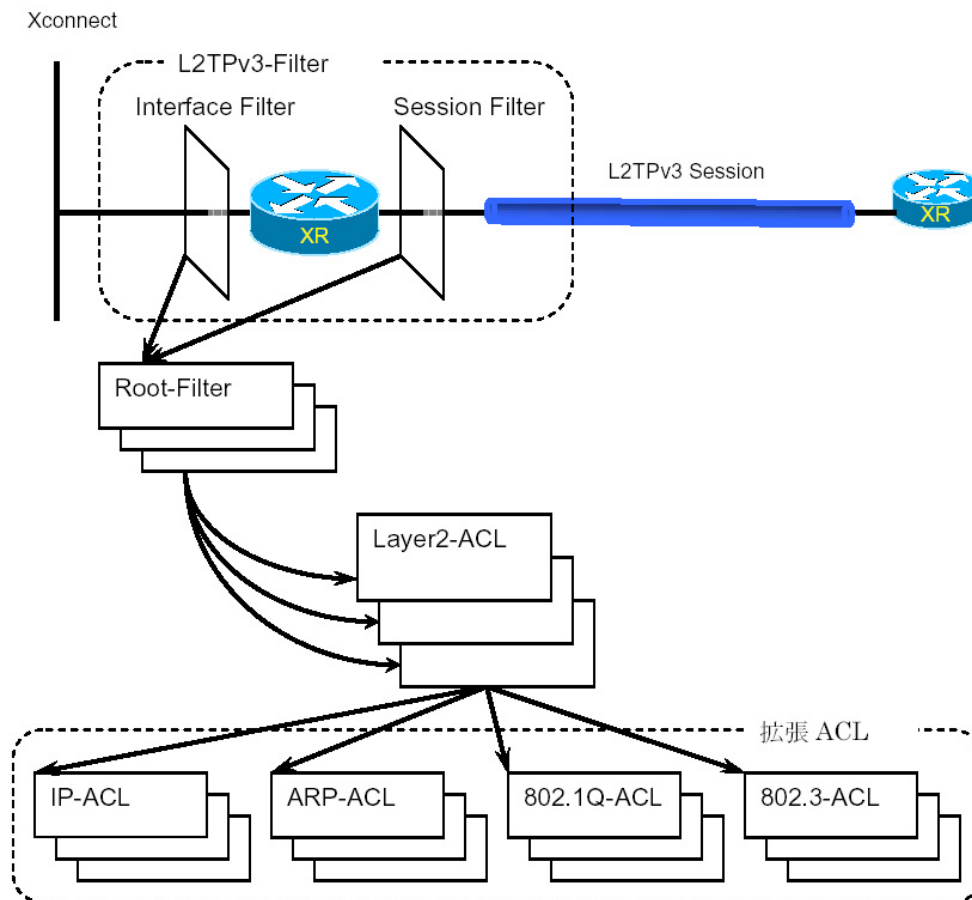 Xconnect
L2TPv3-Filter
Interface Filter
Session Filter
L2TPv3 Session
XR
XR
Root-Filter
Layer2-ACL
拡張 ACL
IP-ACL
ARP-ACL
802.1Q-ACL
802.3-ACL